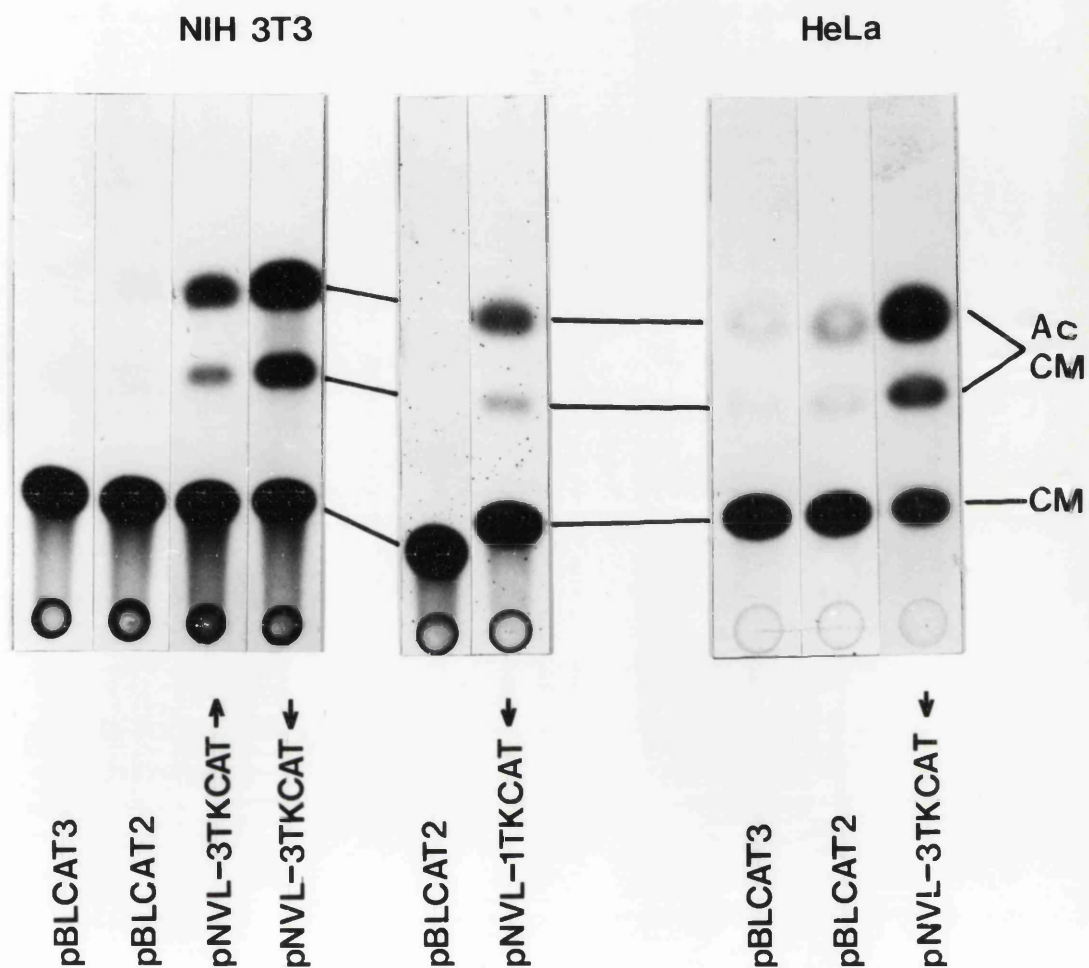 NIH 3T3
HeLa
Ac
CM
CM
pBLCAT3
pBLCAT2
pNVL-3TKCAT →
pNVL-3TKCAT ←
pBLCAT2
pNVL-1TKCAT ←
pBLCAT3
pBLCAT2
pNVL-3TKCAT ←